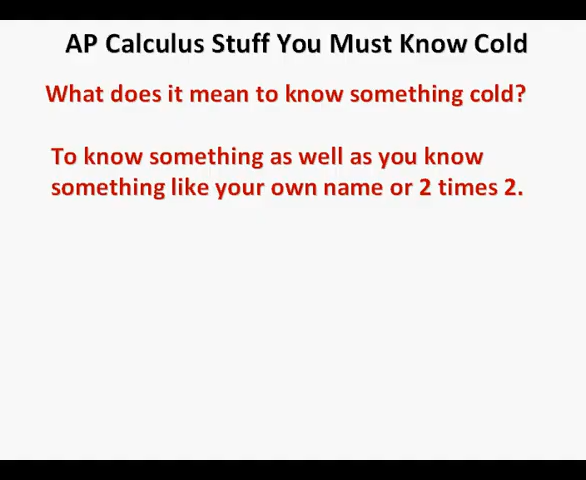 AP Calculus Stuff You Must Know Cold
What does it mean to know something cold?
To know something as well as you know
something like your own name or 2 times 2.